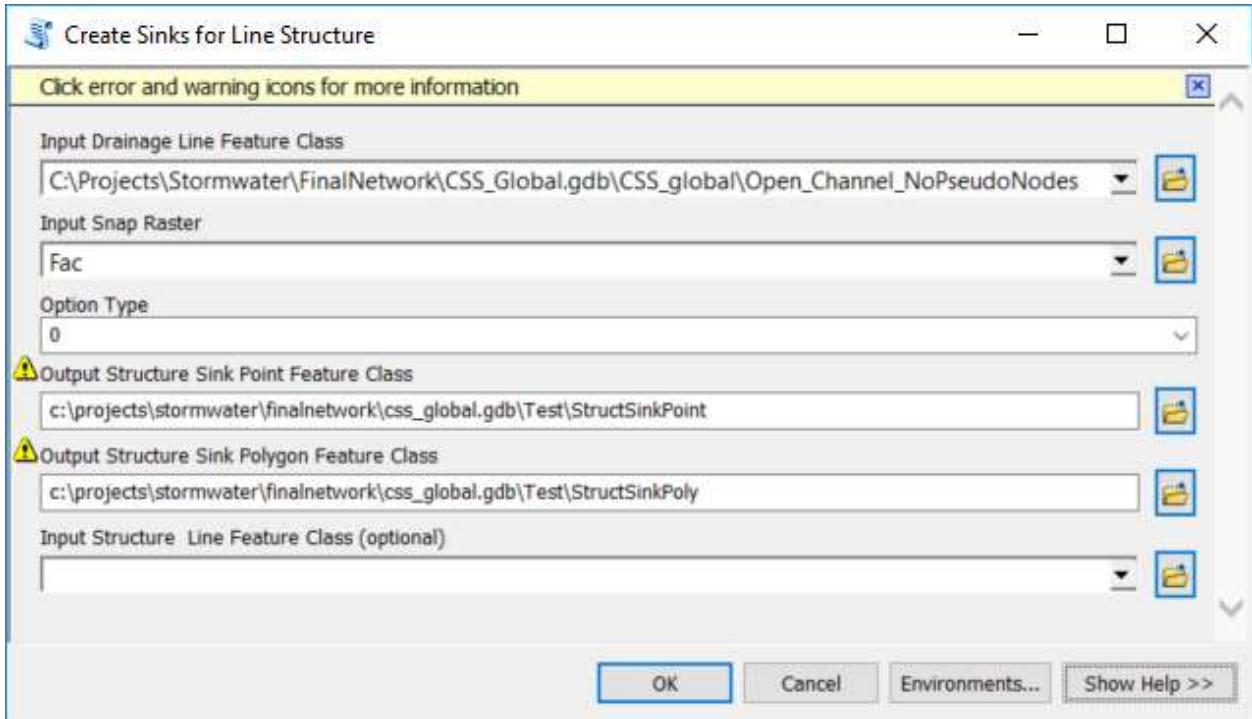 Create Sinks for Line Structure
Click error and warning icons for more information
Input Drainage Line Feature Class
C:\Projects\Stormwater\FinalNetwork\CSS_Global.gdb\CSS_global\Open_Channel_NoPseudoNodes
Input Snap Raster
Fac
Option Type
0
Output Structure Sink Point Feature Class
c:\projects\stormwater\finalnetwork\css_global.gdb\Test\StructSinkPoint
Output Structure Sink Polygon Feature Class
c:\projects\stormwater\finalnetwork\css_global.gdb\Test\StructSinkPoly
Input Structure  Line Feature Class (optional)
OK Cancel Environments... Show Help >>